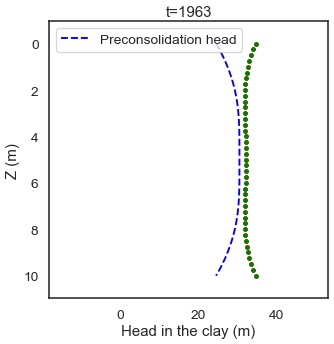 t=1963
Preconsolidation head
0
2
4
6
8
10
Z (m)
0 20 40
Head in the clay (m)